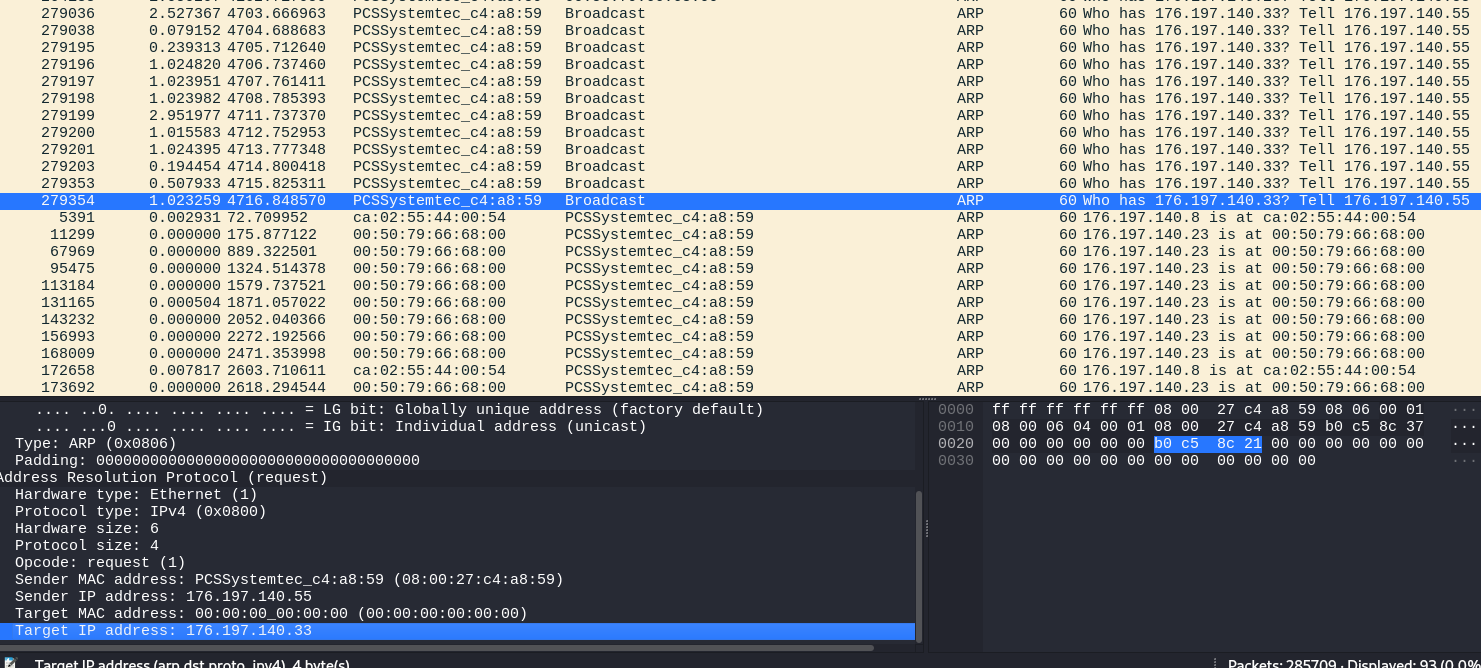 279036 2.527367 4703.666963 PCSSystemtec_c4:a8:59 Broadcast ARP 60 Who has 176.197.140.33? Tell 176.197.140.55
279038 0.079152 4704.688683 PCSSystemtec_c4:a8:59 Broadcast ARP 60 Who has 176.197.140.33? Tell 176.197.140.55
279195 0.239313 4705.712640 PCSSystemtec_c4:a8:59 Broadcast ARP 60 Who has 176.197.140.33? Tell 176.197.140.55
279196 1.024820 4706.737460 PCSSystemtec_c4:a8:59 Broadcast ARP 60 Who has 176.197.140.33? Tell 176.197.140.55
279197 1.023951 4707.761411 PCSSystemtec_c4:a8:59 Broadcast ARP 60 Who has 176.197.140.33? Tell 176.197.140.55
279198 1.023982 4708.785393 PCSSystemtec_c4:a8:59 Broadcast ARP 60 Who has 176.197.140.33? Tell 176.197.140.55
279199 2.951977 4711.737370 PCSSystemtec_c4:a8:59 Broadcast ARP 60 Who has 176.197.140.33? Tell 176.197.140.55
279200 1.015583 4712.752953 PCSSystemtec_c4:a8:59 Broadcast ARP 60 Who has 176.197.140.33? Tell 176.197.140.55
279201 1.024395 4713.777348 PCSSystemtec_c4:a8:59 Broadcast ARP 60 Who has 176.197.140.33? Tell 176.197.140.55
279203 0.194454 4714.800418 PCSSystemtec_c4:a8:59 Broadcast ARP 60 Who has 176.197.140.33? Tell 176.197.140.55
279353 0.507933 4715.825311 PCSSystemtec_c4:a8:59 Broadcast ARP 60 Who has 176.197.140.33? Tell 176.197.140.55
279354 1.023259 4716.848570 PCSSystemtec_c4:a8:59 Broadcast ARP 60 Who has 176.197.140.33? Tell 176.197.140.55
5391 0.002931 72.709952 ca:02:55:44:00:54 PCSSystemtec_c4:a8:59 ARP 60 176.197.140.8 is at ca:02:55:44:00:54
11299 0.000000 175.877122 00:50:79:66:68:00 PCSSystemtec_c4:a8:59 ARP 60 176.197.140.23 is at 00:50:79:66:68:00
67969 0.000000 889.322501 00:50:79:66:68:00 PCSSystemtec_c4:a8:59 ARP 60 176.197.140.23 is at 00:50:79:66:68:00
95475 0.000000 1324.514378 00:50:79:66:68:00 PCSSystemtec_c4:a8:59 ARP 60 176.197.140.23 is at 00:50:79:66:68:00
113184 0.000000 1579.737521 00:50:79:66:68:00 PCSSystemtec_c4:a8:59 ARP 60 176.197.140.23 is at 00:50:79:66:68:00
131165 0.000504 1871.057022 00:50:79:66:68:00 PCSSystemtec_c4:a8:59 ARP 60 176.197.140.23 is at 00:50:79:66:68:00
143232 0.000000 2052.040366 00:50:79:66:68:00 PCSSystemtec_c4:a8:59 ARP 60 176.197.140.23 is at 00:50:79:66:68:00
156993 0.000000 2272.192566 00:50:79:66:68:00 PCSSystemtec_c4:a8:59 ARP 60 176.197.140.23 is at 00:50:79:66:68:00
168009 0.000000 2471.353998 00:50:79:66:68:00 PCSSystemtec_c4:a8:59 ARP 60 176.197.140.23 is at 00:50:79:66:68:00
172658 0.007817 2603.710611 ca:02:55:44:00:54 PCSSystemtec_c4:a8:59 ARP 60 176.197.140.8 is at ca:02:55:44:00:54
173692 0.000000 2618.294544 00:50:79:66:68:00 PCSSystemtec_c4:a8:59 ARP 60 176.197.140.23 is at 00:50:79:66:68:00
.... ..0. .... .... .... .... = LG bit: Globally unique address (factory default)
.... ...0 .... .... .... .... = IG bit: Individual address (unicast)
Type: ARP (0x0806)
Padding: 000000000000000000000000000000000000
Address Resolution Protocol (request)
Hardware type: Ethernet (1)
Protocol type: IPv4 (0x0800)
Hardware size: 6
Protocol size: 4
Opcode: request (1)
Sender MAC address: PCSSystemtec_c4:a8:59 (08:00:27:c4:a8:59)
Sender IP address: 176.197.140.55
Target MAC address: 00:00:00_00:00:00 (00:00:00:00:00:00)
Target IP address: 176.197.140.33
0000 ff ff ff ff ff ff 08 00 27 c4 a8 59 08 06 00 01 ...
0010 08 00 06 04 00 01 08 00 27 c4 a8 59 b0 c5 8c 37 ...
0020 00 00 00 00 00 00 b0 c5 8c 21 00 00 00 00 00 00 ...
0030 00 00 00 00 00 00 00 00 00 00 00 00 ...
Target IP address (arp.dst.proto_ipv4), 4 byte(s)
Packets: 285709 · Displayed: 93 (0.0%